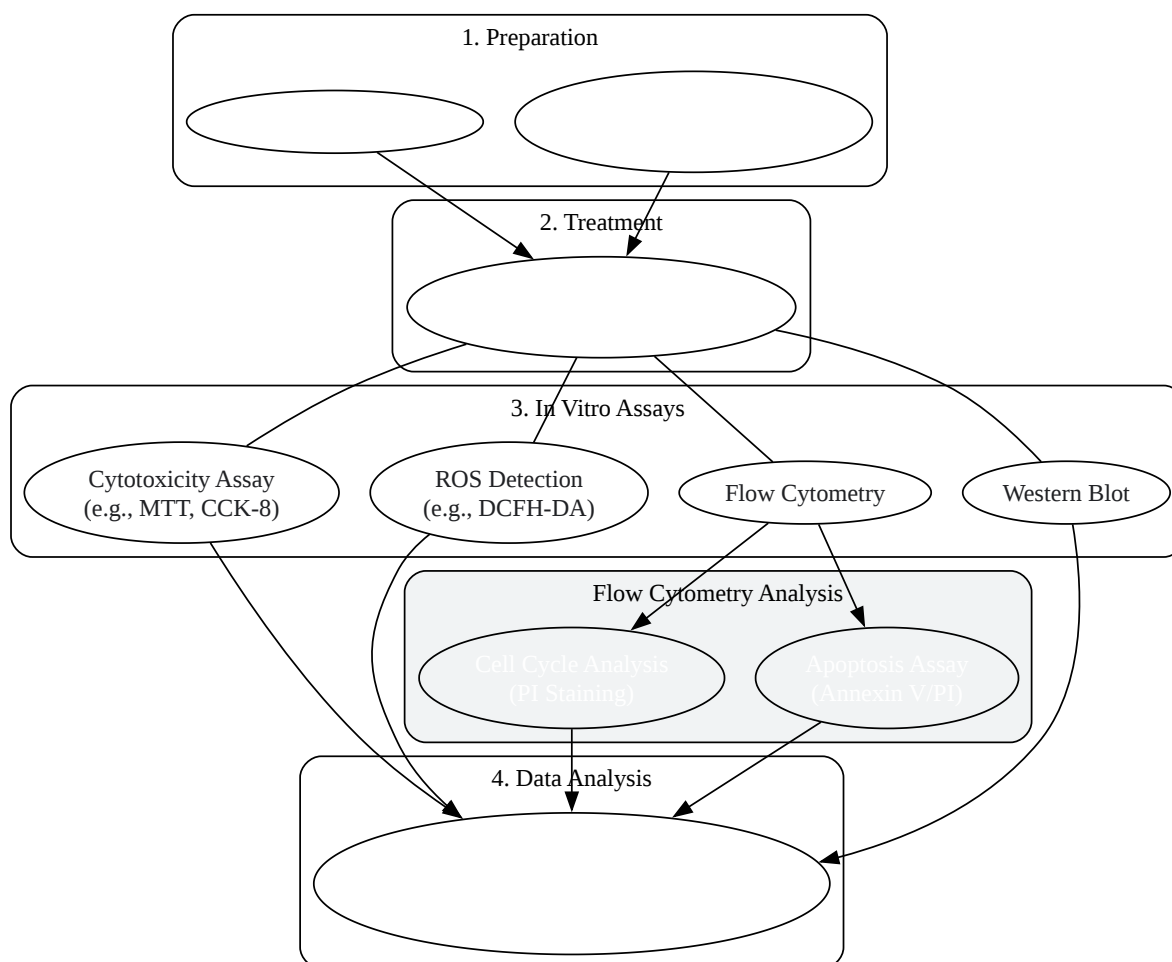 1. Preparation
2. Treatment
3. In Vitro Assays
Cytotoxicity Assay
(e.g., MTT, CCK-8)
ROS Detection
(e.g., DCFH-DA)
Flow Cytometry
Western Blot
Flow Cytometry Analysis
Cell Cycle Analysis
(PI Staining)
Apoptosis Assay
(Annexin V/PI)
4. Data Analysis